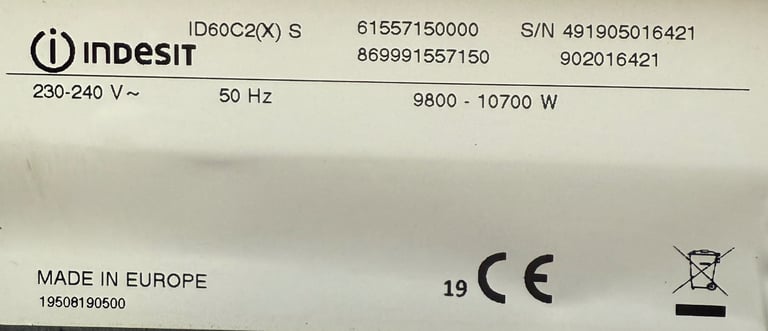 indesit
ID60C2(X) S 61557150000 S/N 491905016421
869991557150 902016421
230-240 V~ 50 Hz 9800 - 10700 W
MADE IN EUROPE
19508190500
19 CE